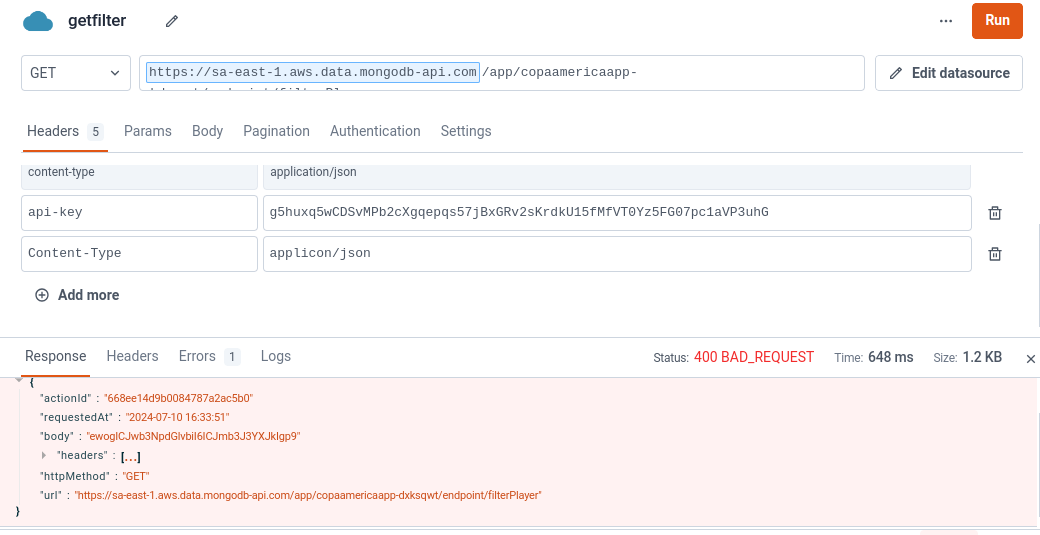 getfilter
Run
GET
https://sa-east-1.aws.data.mongodb-api.com/app/copaamericaapp-
Edit datasource
Headers 5 Params Body Pagination Authentication Settings
content-type application/json
api-key g5huxq5wCDSvMPb2cXgqepqs57jBxGRv2sKrdkU15fMfVT0Yz5FG07pc1aVP3uhG
Content-Type applicon/json
Add more
Response Headers Errors 1 Logs Status: 400 BAD_REQUEST Time: 648 ms Size: 1.2 KB
{
"actionId" : "668ee14d9b0084787a2ac5b0"
"requestedAt" : "2024-07-10 16:33:51"
"body" : "ewogICJwb3NpdGlvbiI6ICJmb3J3YXJkIgp9"
"headers" : [...]
"httpMethod" : "GET"
"url" : "https://sa-east-1.aws.data.mongodb-api.com/app/copaamericaapp-dxksqwt/endpoint/filterPlayer"
}